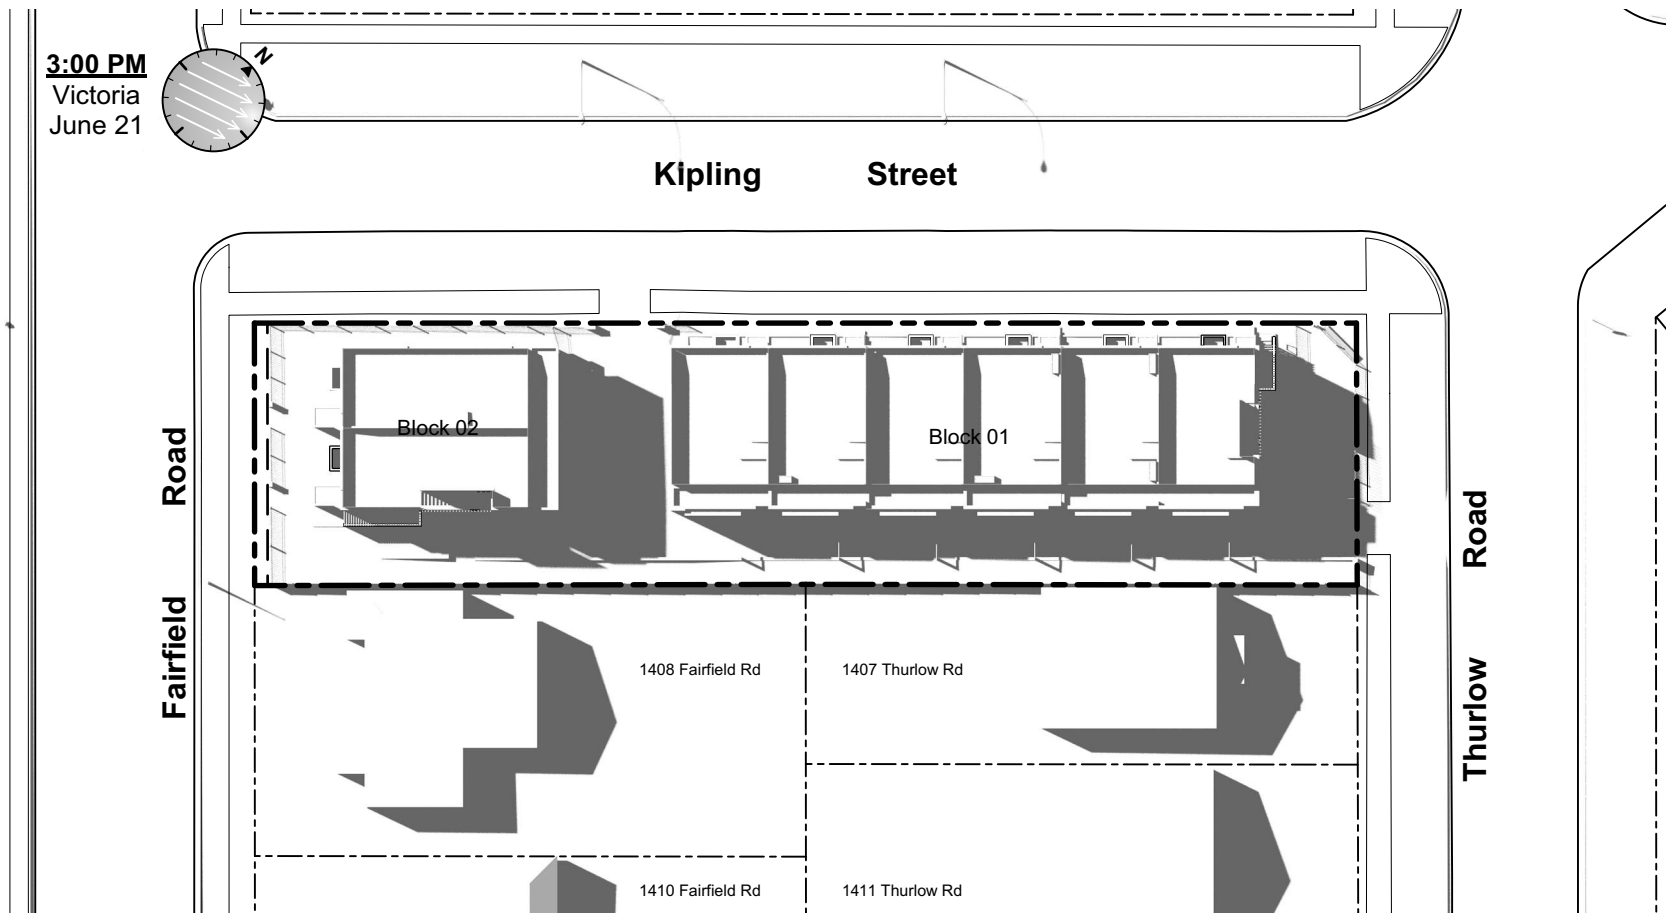 N
3:00 PM
Victoria
June 21
Kipling Street
Block 02
Block 01
Fairfield Road
Thurlow Road
1408 Fairfield Rd
1407 Thurlow Rd
1410 Fairfield Rd
1411 Thurlow Rd